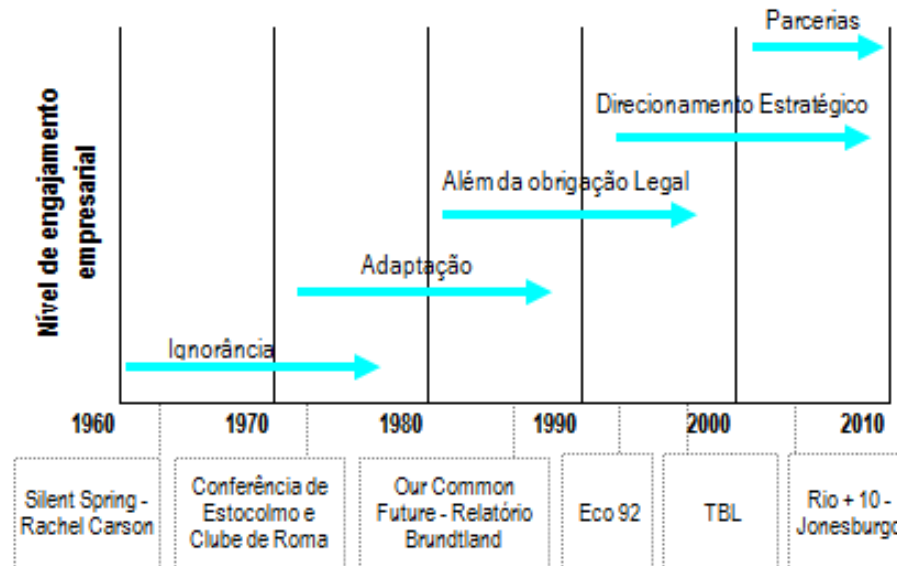 Parcerias
Direcionamento Estratégico
Além da obrigação Legal
Adaptação
Ignorância
Nível de engajamento
empresarial
1960
1970
1980
1990
2000
2010
Silent Spring -
Rachel Carson
Conferência de
Estocolmo e
Clube de Roma
Our Common
Future - Relatório
Brundtland
Eco 92
TBL
Rio + 10 -
Jonesburgo